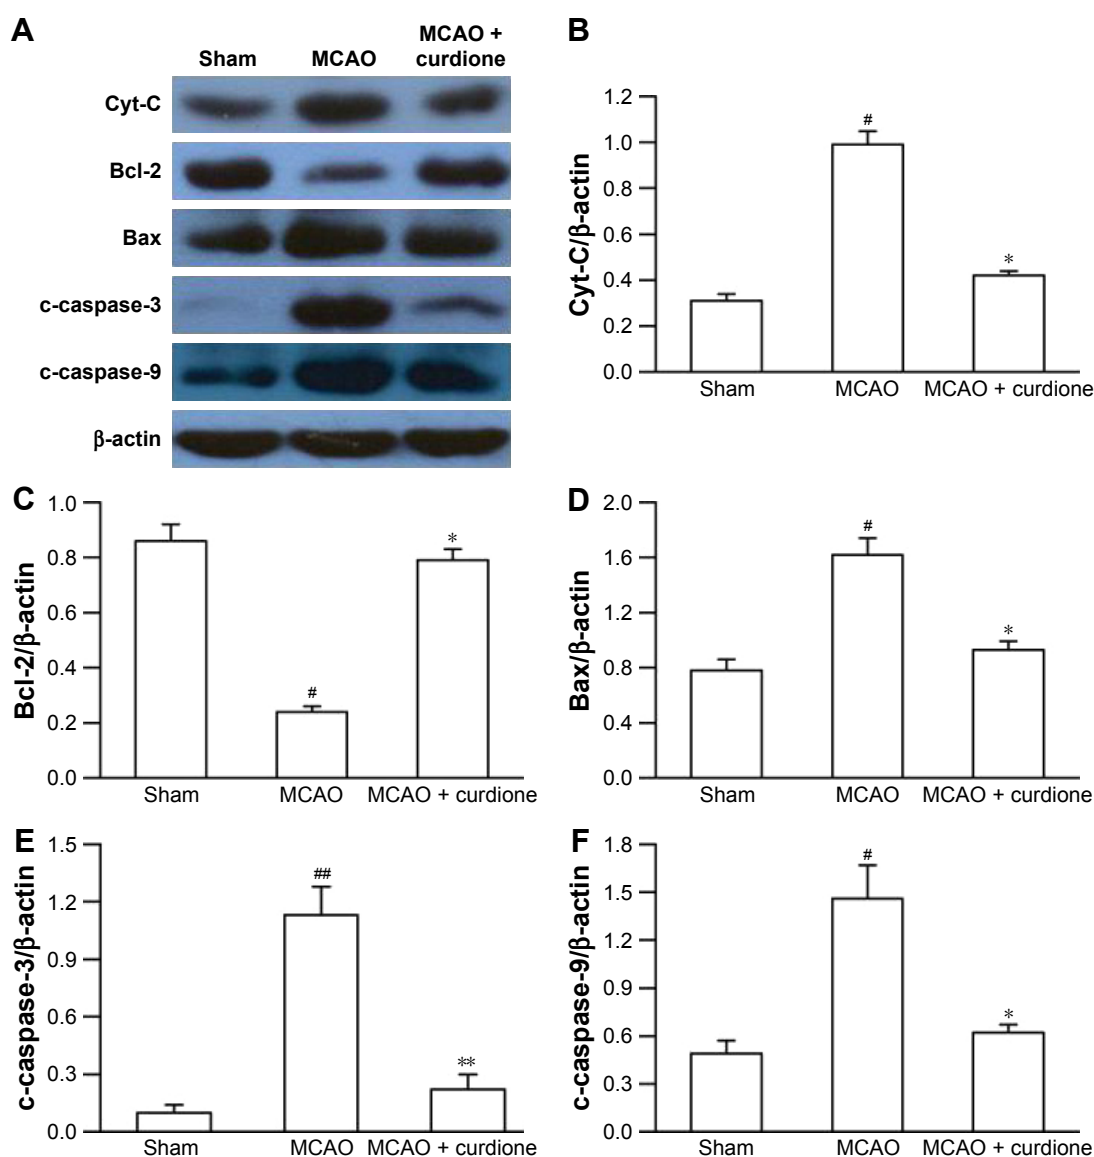 A
Sham
MCAO
MCAO +
curdione
Cyt-C
Bcl-2
Bax
c-caspase-3
c-caspase-9
β-actin
B
Cyt-C/β-actin
1.2
1.0
0.8
0.6
0.4
0.2
0.0
#
*
Sham
MCAO
MCAO + curdione
C
Bcl-2/β-actin
1.0
0.8
0.6
0.4
0.2
0.0
#
*
Sham
MCAO
MCAO + curdione
D
Bax/β-actin
2.0
1.6
1.2
0.8
0.4
0.0
#
*
Sham
MCAO
MCAO + curdione
E
c-caspase-3/β-actin
1.5
1.2
0.9
0.6
0.3
0.0
##
**
Sham
MCAO
MCAO + curdione
F
c-caspase-9/β-actin
1.8
1.5
1.2
0.9
0.6
0.3
0.0
#
*
Sham
MCAO
MCAO + curdione